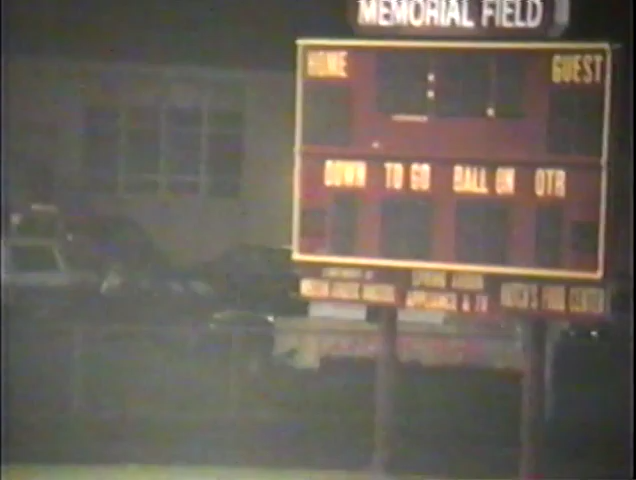 MEMORIAL FIELD
HOME GUEST
DOWN TO GO BALL ON QTR
APPLIANCE & TV